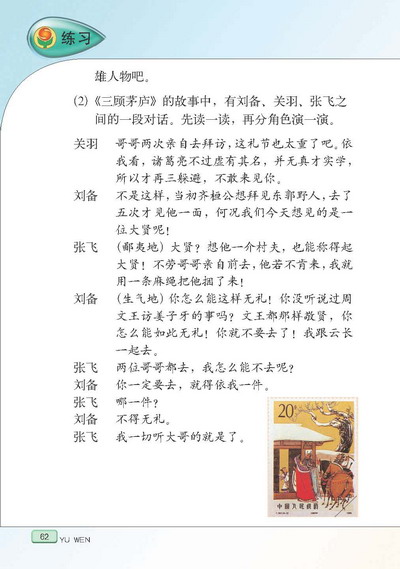 练习
雄人物吧。
(2)《三顾茅庐》的故事中，有刘备、关羽、张飞之
间的一段对话。先读一读，再分角色演一演。
关羽 哥哥两次亲自去拜访，这礼节也太重了吧。依
我看，诸葛亮不过虚有其名，并无真才实学，
所以才再三躲避，不敢来见你。
刘备 不是这样，当初齐桓公想拜见东郭野人，去了
五次才见他一面，何况我们今天想见的是一
位大贤呢！
张飞 （鄙夷地）大贤？想他一介村夫，也能称得起
大贤！不劳哥哥亲自前去，他若不肯来，我就
用一条麻绳把他捆了来！
刘备 （生气地）你怎么能这样无礼！你没听说过周
文王访姜子牙的事吗？文王都那样敬贤，你
怎么能如此无礼！你就不要去了！我跟云长
一起去。
张飞 两位哥哥都去，我怎么能不去呢？
刘备 你一定要去，就得依我一件。
张飞 哪一件？
刘备 不得无礼。
张飞 我一切听大哥的就是了。
20分
中国人民邮政
62 YU WEN